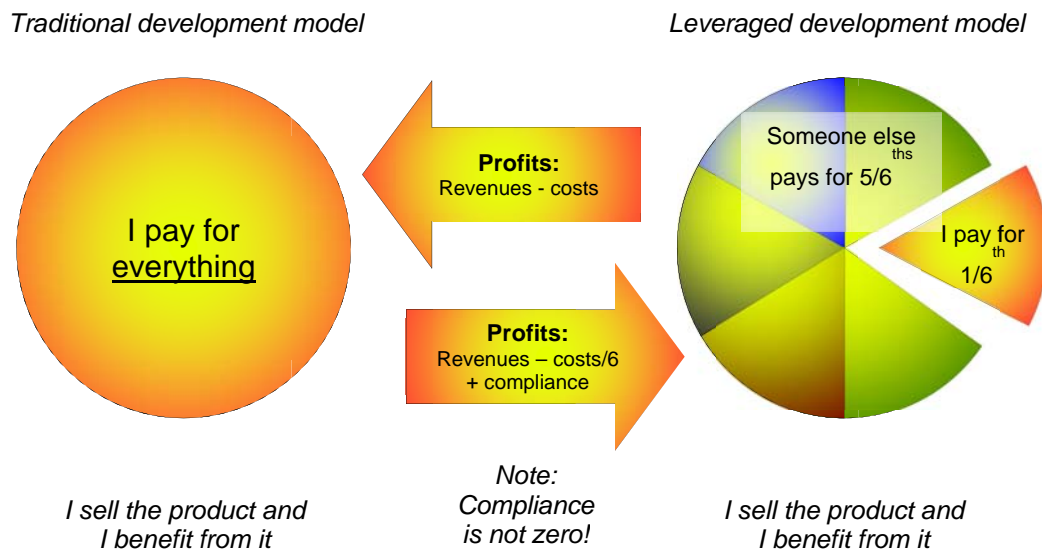 Traditional development model
Leveraged development model
I pay for
everything
Profits:
Revenues - costs
Profits:
Revenues – costs/6
+ compliance
Someone else
ths
pays for 5/6
I pay for
th
1/6
Note:
Compliance
is not zero!
I sell the product and
I benefit from it
I sell the product and
I benefit from it